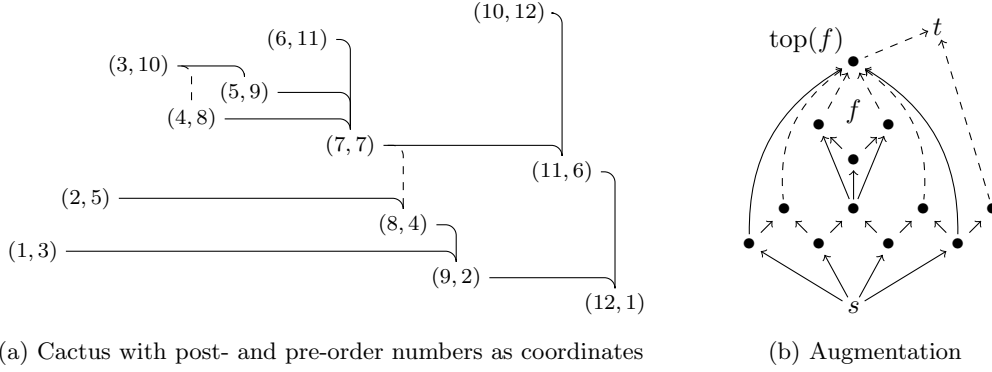 (10, 12)
(6, 11)
(3, 10)
(5, 9)
(4, 8)
(7, 7)
(11, 6)
(2, 5)
(8, 4)
(1, 3)
(9, 2)
(12, 1)
(a) Cactus with post- and pre-order numbers as coordinates
t
top(f)
f
s
(b) Augmentation